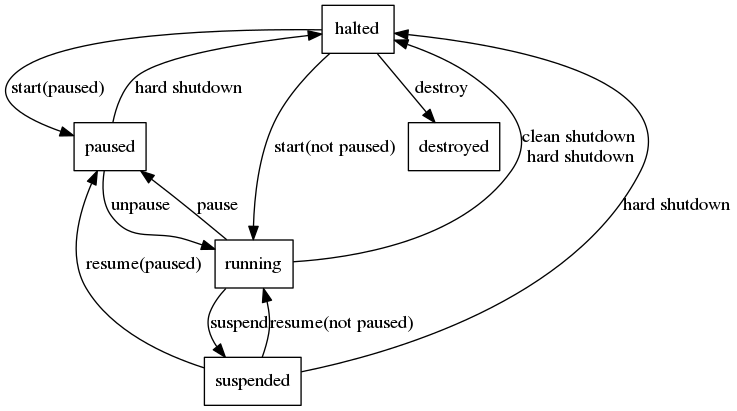 halted
start(paused)
hard shutdown
destroy
paused
start(not paused)
destroyed
clean shutdown
hard shutdown
unpause
pause
hard shutdown
resume(paused)
running
suspend
resume(not paused)
suspended